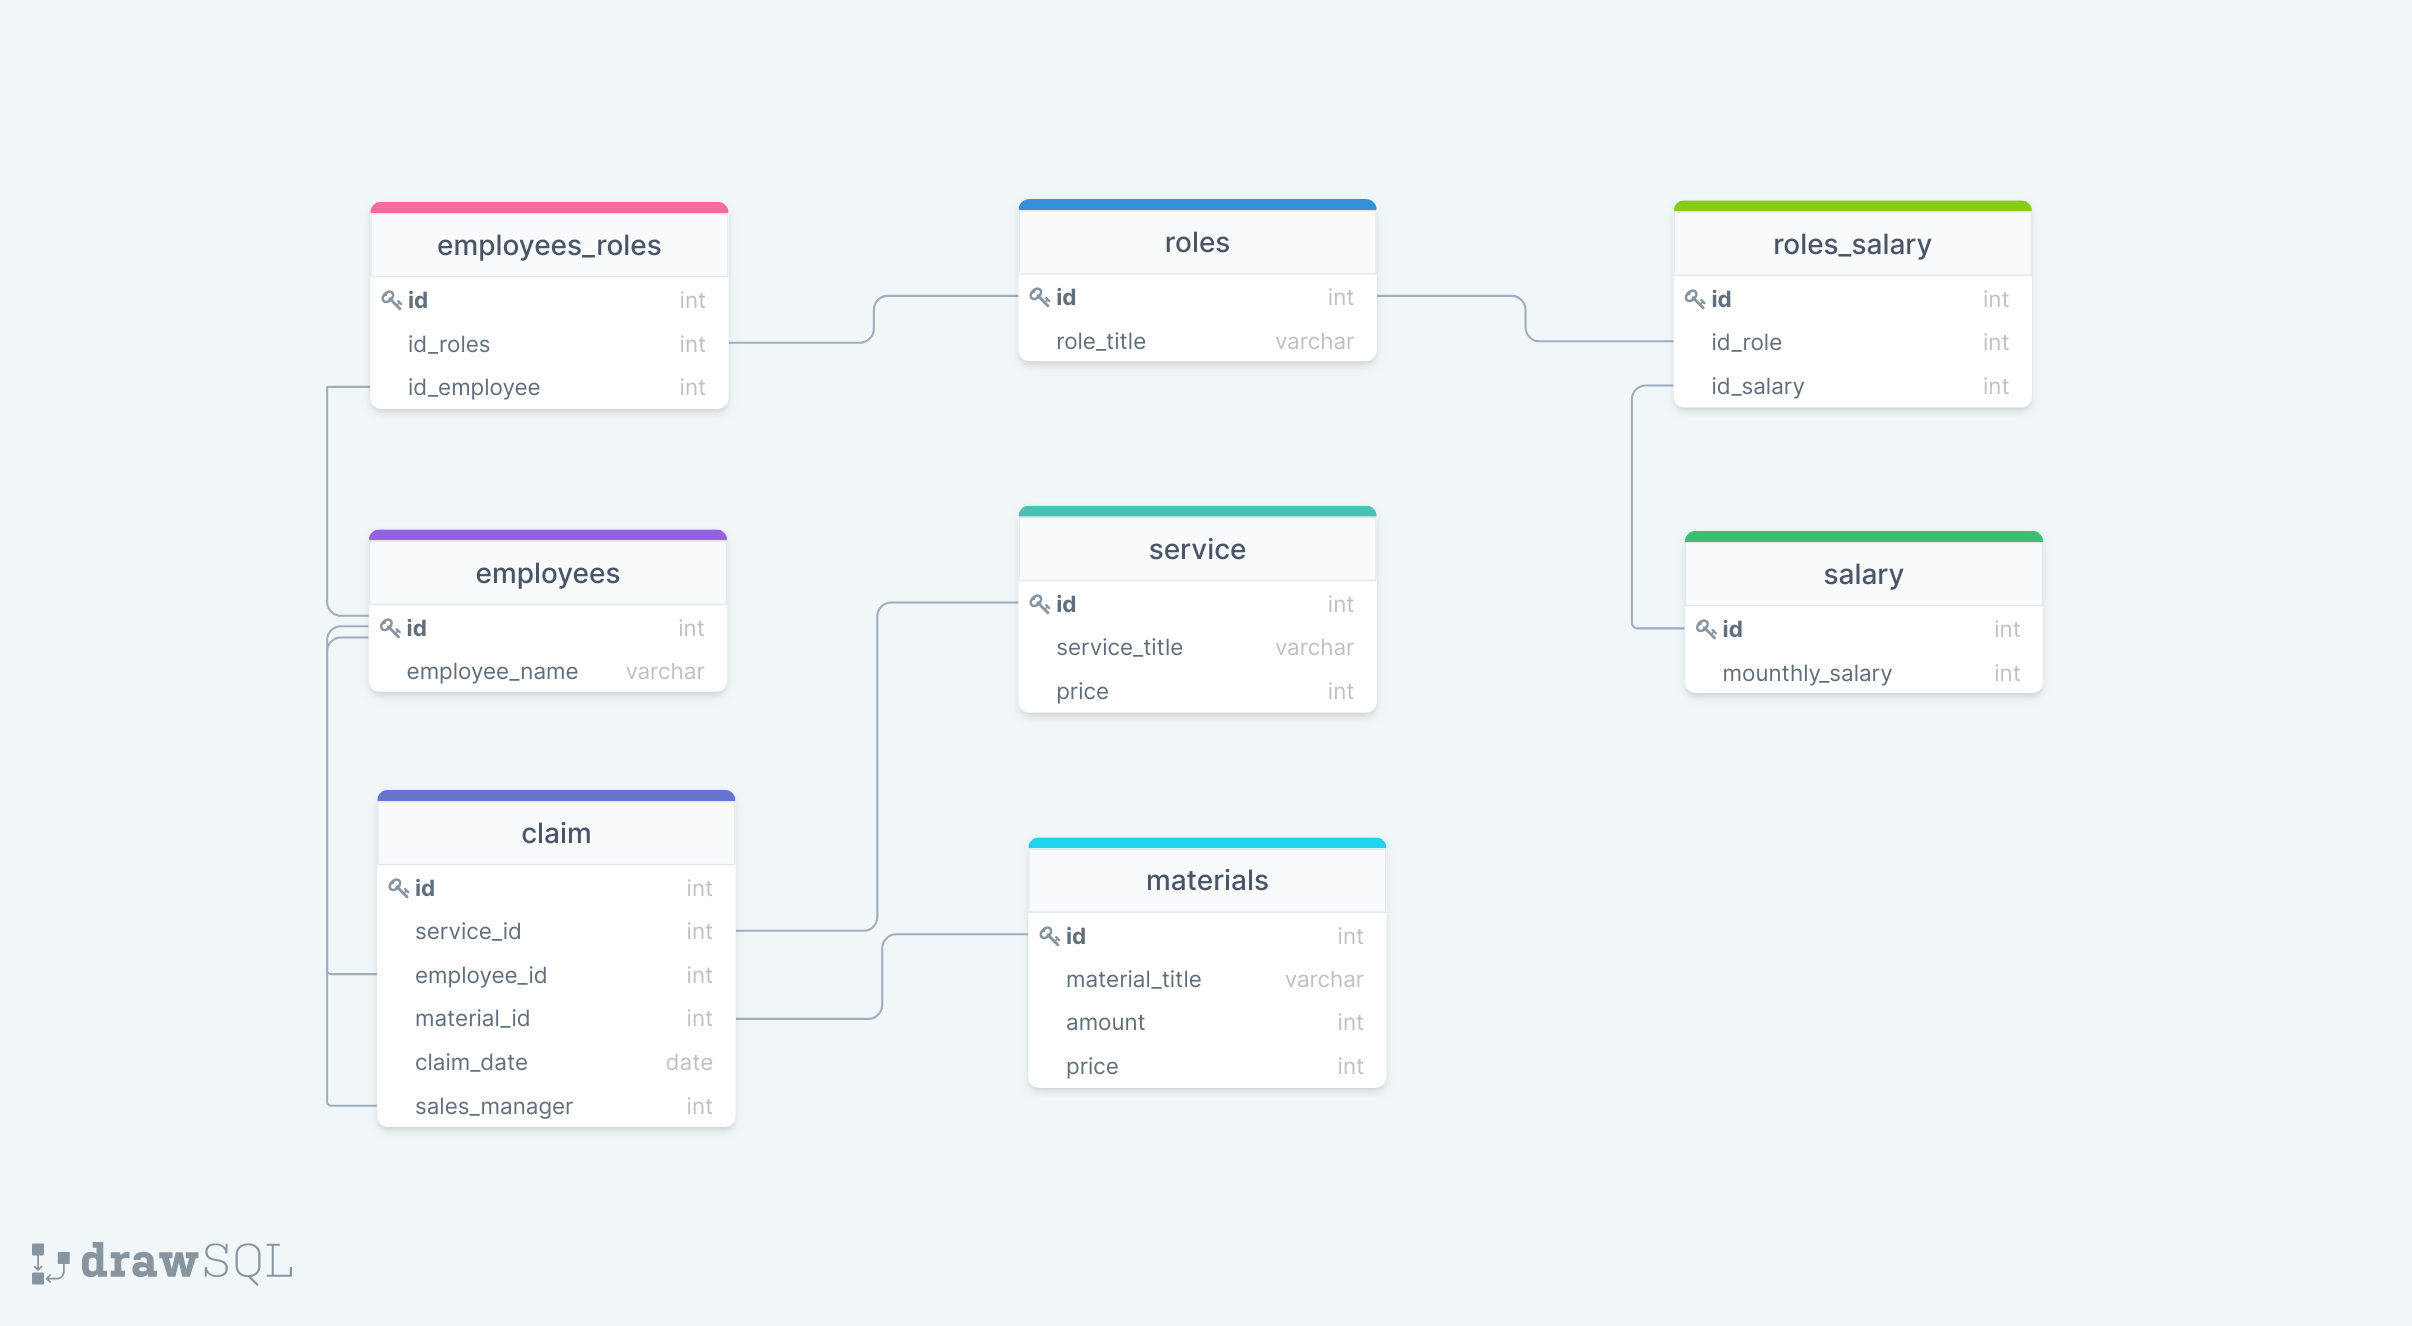 employees_roles
id int
id_roles int
id_employee int
roles
id int
role_title varchar
roles_salary
id int
id_role int
id_salary int
employees
id int
employee_name varchar
service
id int
service_title varchar
price int
salary
id int
mounthly_salary int
claim
id int
service_id int
employee_id int
material_id int
claim_date date
sales_manager int
materials
id int
material_title varchar
amount int
price int
drawSQL